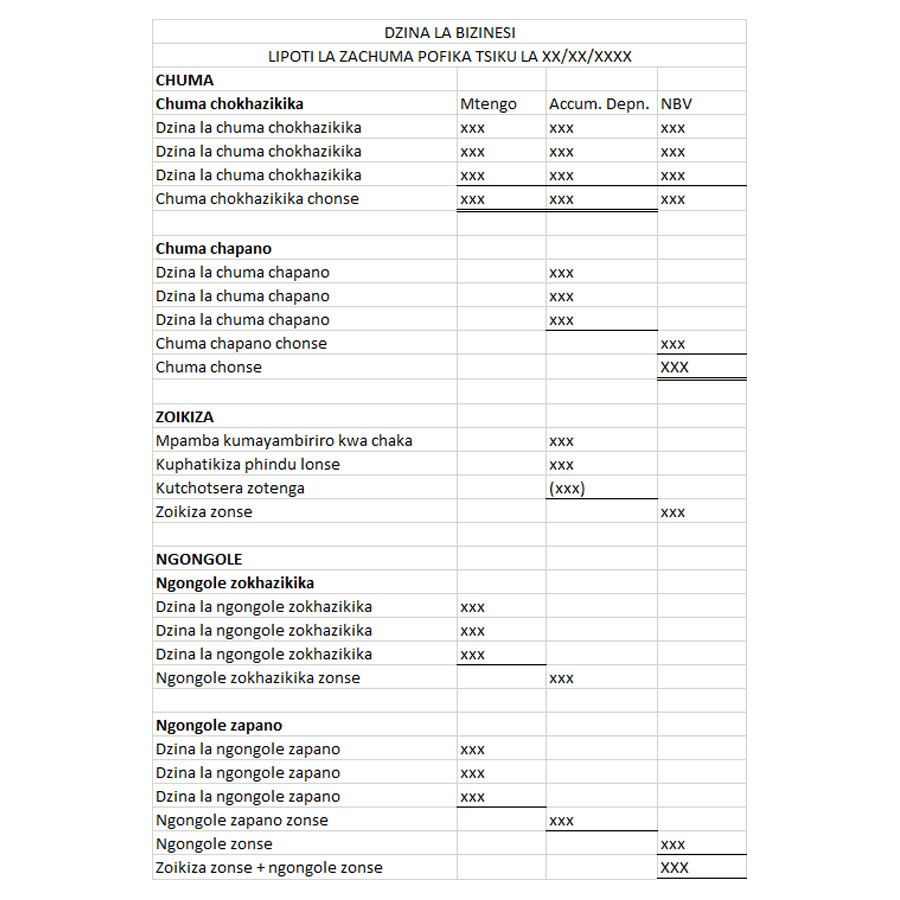 DZINA LA BIZINESI
LIPOTI LA ZACHUMA POFIKA TSIKU LA XX/XX/XXXX
CHUMA
Chuma chokhazikika Mtengo Accum. Depn. NBV
Dzina la chuma chokhazikika xxx xxx xxx
Dzina la chuma chokhazikika xxx xxx xxx
Dzina la chuma chokhazikika xxx xxx xxx
Chuma chokhazikika chonse xxx xxx xxx
Chuma chapano
Dzina la chuma chapano xxx
Dzina la chuma chapano xxx
Dzina la chuma chapano xxx
Chuma chapano chonse xxx
Chuma chonse XXX
ZOIKIZA
Mpamba kumayambiriro kwa chaka xxx
Kuphatikiza phindu lonse xxx
Kutchotsera zotenga (xxx)
Zoikiza zonse xxx
NGONGOLE
Ngongole zokhazikika
Dzina la ngongole zokhazikika xxx
Dzina la ngongole zokhazikika xxx
Dzina la ngongole zokhazikika xxx
Ngongole zokhazikika zonse xxx
Ngongole zapano
Dzina la ngongole zapano xxx
Dzina la ngongole zapano xxx
Dzina la ngongole zapano xxx
Ngongole zapano zonse xxx
Ngongole zonse xxx
Zoikiza zonse + ngongole zonse XXX